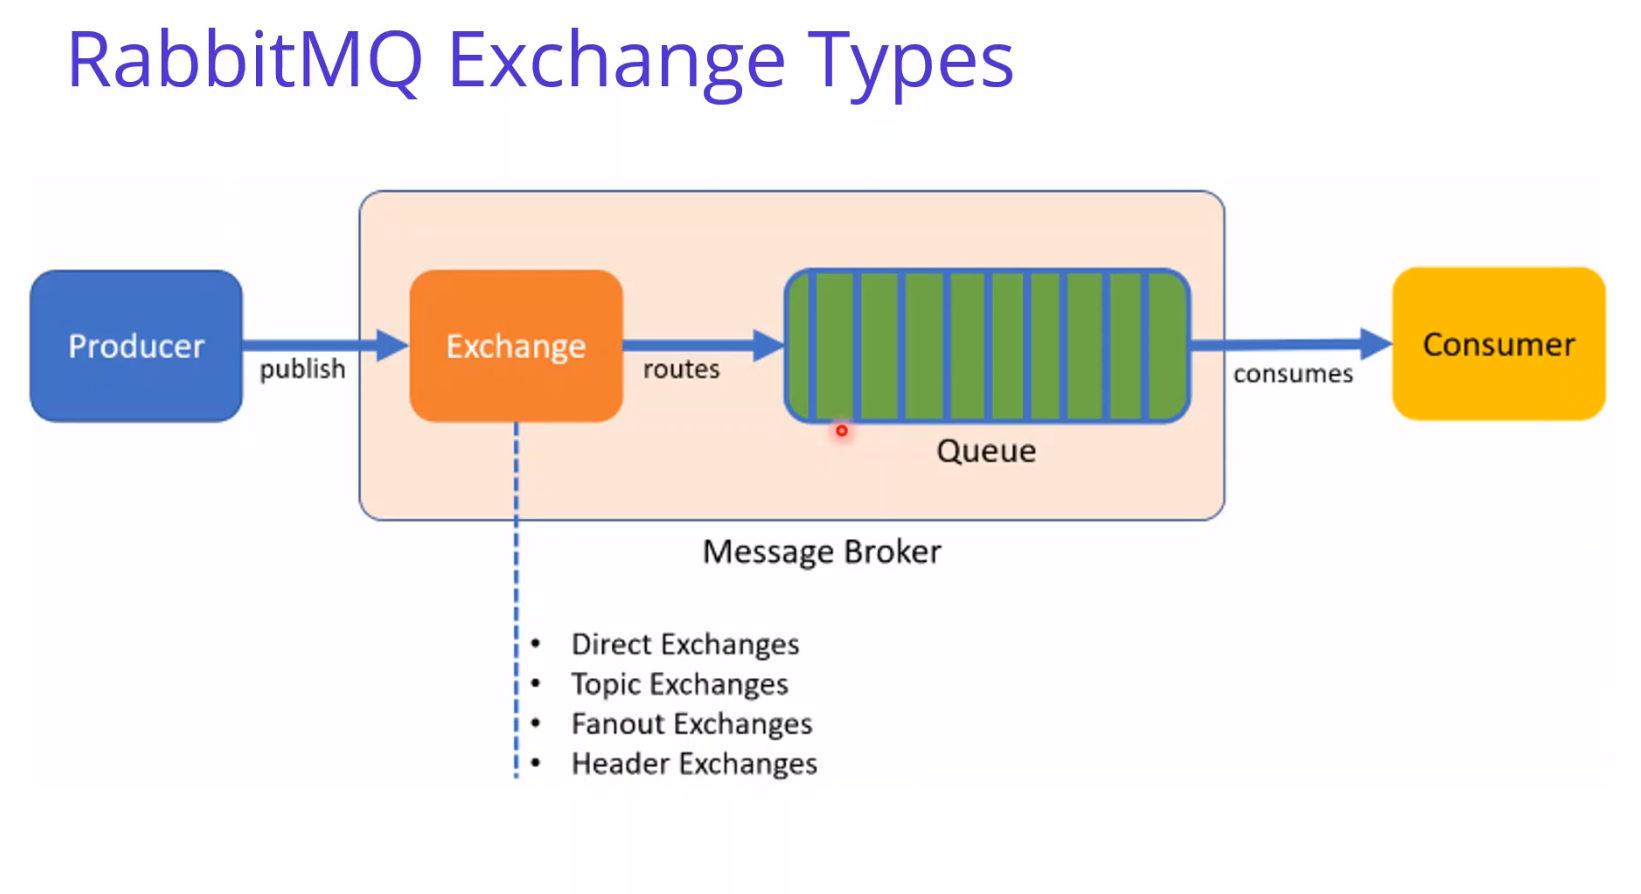 RabbitMQ Exchange Types
Producer
publish
Exchange
routes
Queue
consumes
Consumer
Message Broker
• Direct Exchanges
• Topic Exchanges
• Fanout Exchanges
• Header Exchanges